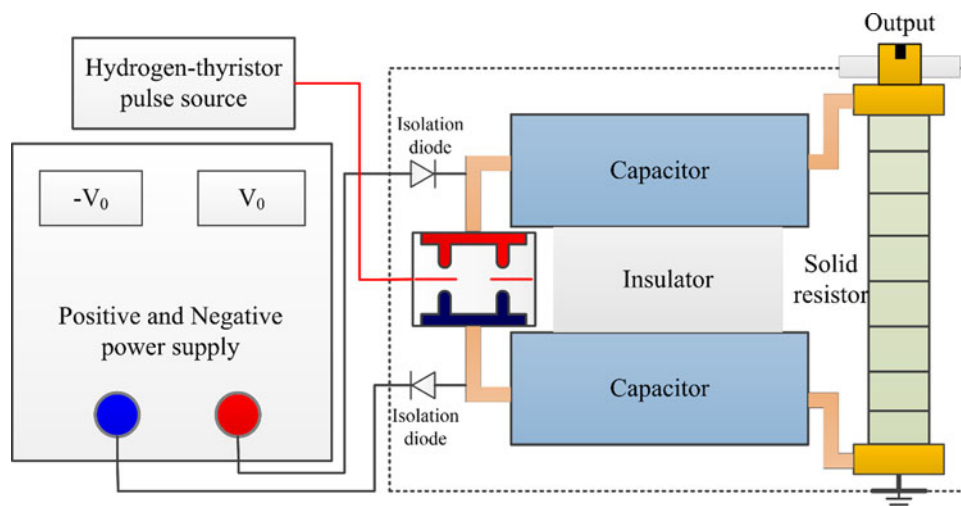 Output
Hydrogen-thyristor
pulse source
Isolation
diode
-V₀
V₀
Capacitor
Insulator
Solid
resistor
Positive and Negative
power supply
Capacitor
Isolation
diode